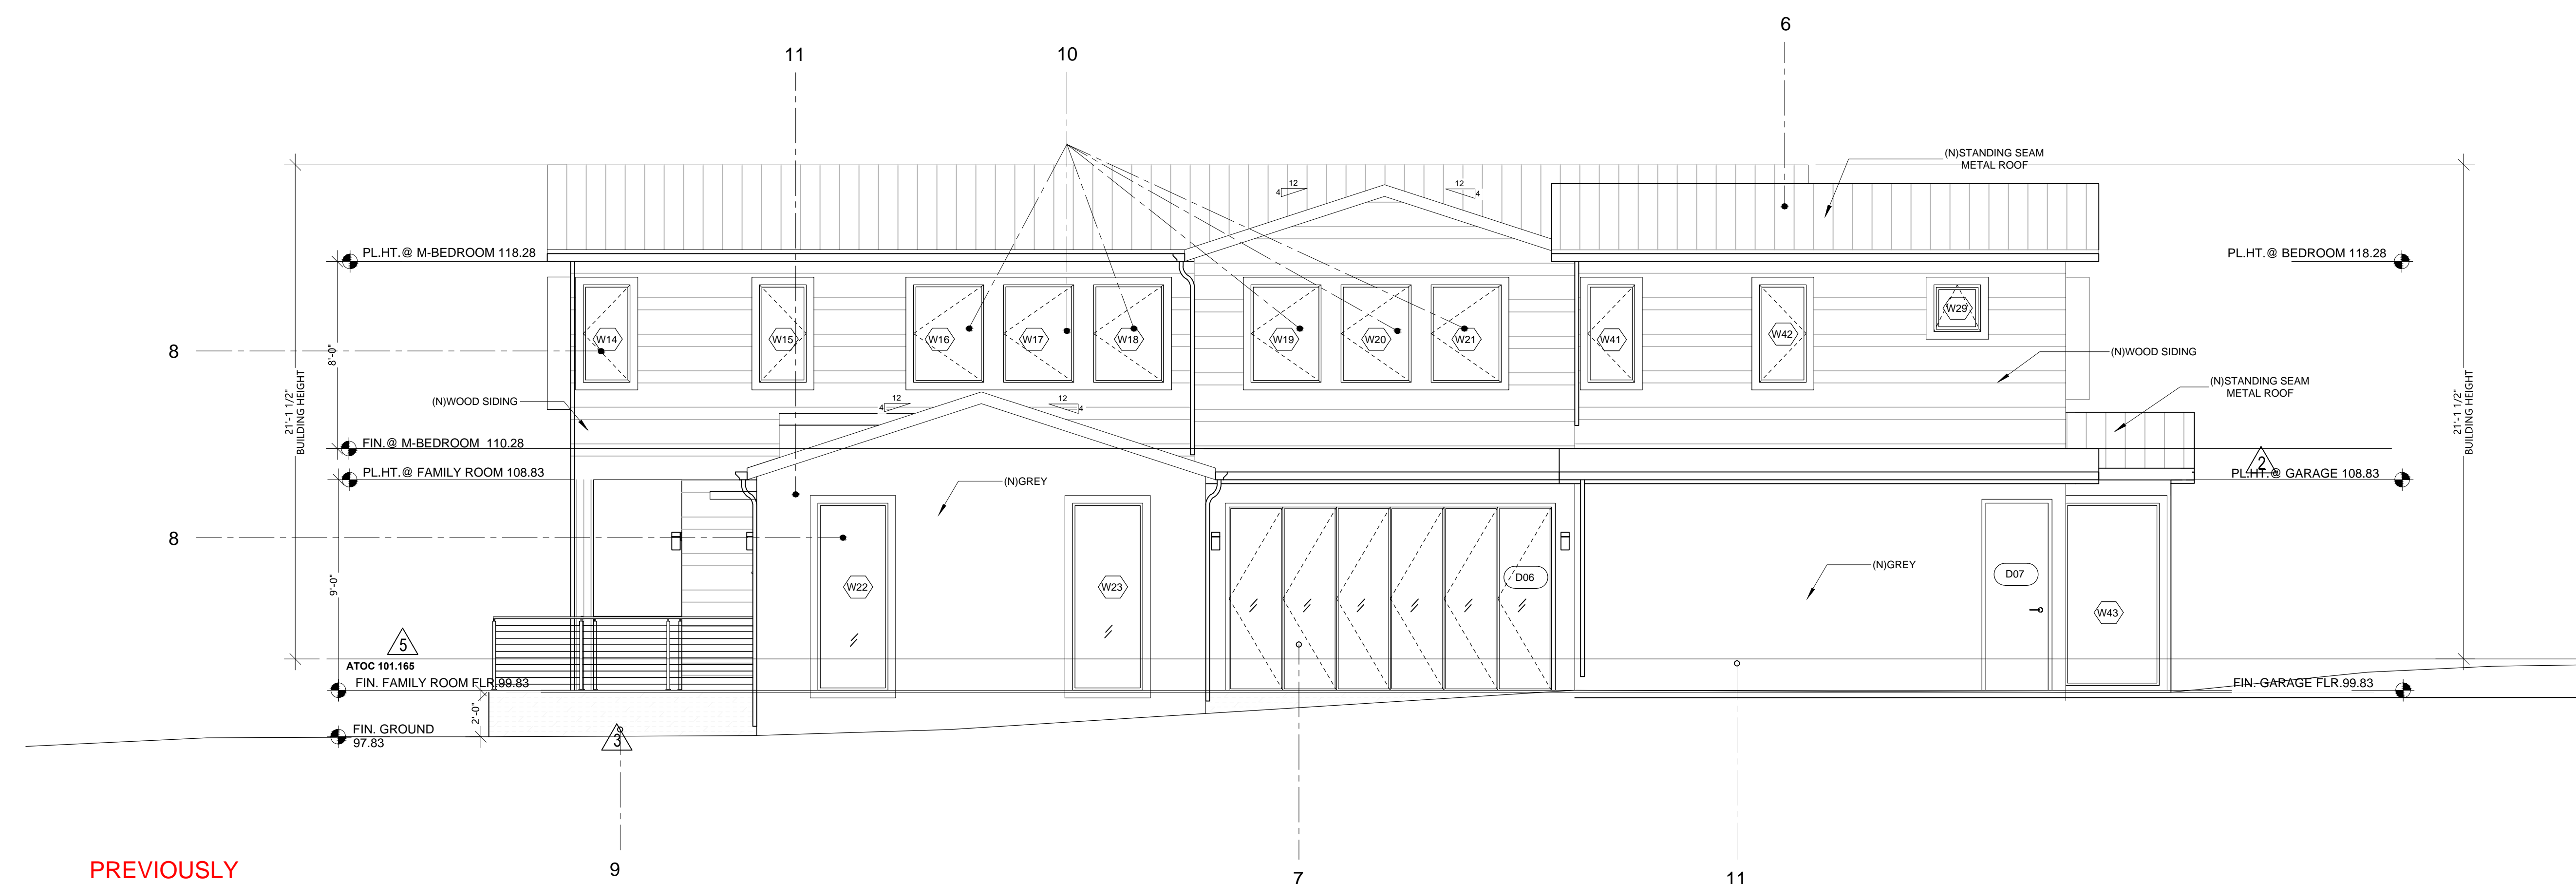 6
11
10
(N)STANDING SEAM
METAL ROOF
12
4
12
4
PL.HT.@ M-BEDROOM 118.28
PL.HT.@ BEDROOM 118.28
W29
8
W14
W15
W16
W17
W18
W19
W20
W21
W41
W42
8'-0"
(N)WOOD SIDING
21'-1 1/2"
BUILDING HEIGHT
21'-1 1/2"
BUILDING HEIGHT
(N)STANDING SEAM
METAL ROOF
(N)WOOD SIDING
12
4
12
4
FIN.@ M-BEDROOM 110.28
PL.HT.@ FAMILY ROOM 108.83
2
PL.HT.@ GARAGE 108.83
(N)GREY
8
9'-0"
(N)GREY
W22
W23
D06
D07
W43
5
ATOC 101.165
FIN. FAMILY ROOM FLR.99.83
FIN. GARAGE FLR.99.83
2'-0"
FIN. GROUND
97.83
3
PREVIOUSLY
9
7
11